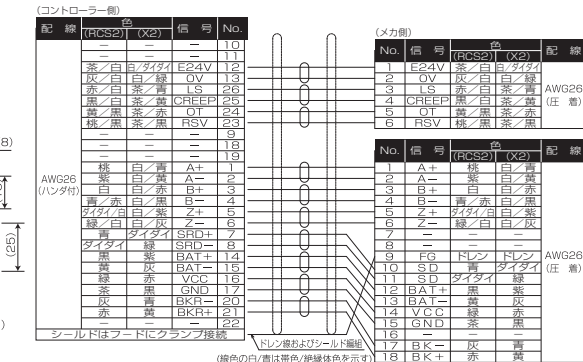 (コントローラー側)
配 線 色 信 号 No.
(RCS2) (X2)
— — — 10
— — — 11
茶/白 白/ダイダイ E24V 12
灰/白 白/緑 0V 13
赤/白 茶/青 LS 26
黒/白 茶/黄 CREEP 25
黄/黒 茶/赤 OT 24
桃/黒 茶/黒 RSV 23
— — — 9
— — — 18
— — — 19
桃 白/青 A+ 1
紫 白/黄 A− 2
白 白/赤 B+ 3
青/赤 白/黒 B− 4
ダイダイ/白 白/紫 Z+ 5
緑/白 白/灰 Z− 6
青 ダイダイ SRD+ 7
ダイダイ 緑 SRD− 8
黒 紫 BAT+ 14
黄 灰 BAT− 15
緑 赤 VCC 16
茶 黒 GND 17
灰 青 BKR− 20
赤 黄 BKR+ 21
— — — 22
AWG26
(ハンダ付)
シールドはフードにクランプ接続
(メカ側)
No. 信 号 色 配 線
(RCS2) (X2)
1 E24V 茶/白 白/ダイダイ
2 0V 灰/白 白/緑
3 LS 赤/白 茶/青
4 CREEP 黒/白 茶/黄
5 OT 黄/黒 茶/赤
6 RSV 桃/黒 茶/黒
AWG26
(圧 着)
No. 信 号 色 配 線
(RCS2) (X2)
1 A+ 桃 白/青
2 A− 紫 白/黄
3 B+ 白 白/赤
4 B− 青/赤 白/黒
5 Z+ ダイダイ/白 白/紫
6 Z− 緑/白 白/灰
7 — — —
8 — — —
9 FG ドレン ドレン
10 SD 青 ダイダイ
11 SD ダイダイ 緑
12 BAT+ 黒 紫
13 BAT− 黄 灰
14 VCC 緑 赤
15 GND 茶 黒
16 — — —
17 BK− 灰 青
18 BK+ 赤 黄
AWG26
(圧 着)
ドレン線およびシールド編組
(線色の白/青は帯色/絶縁体色を示す)
8)
(25)
)